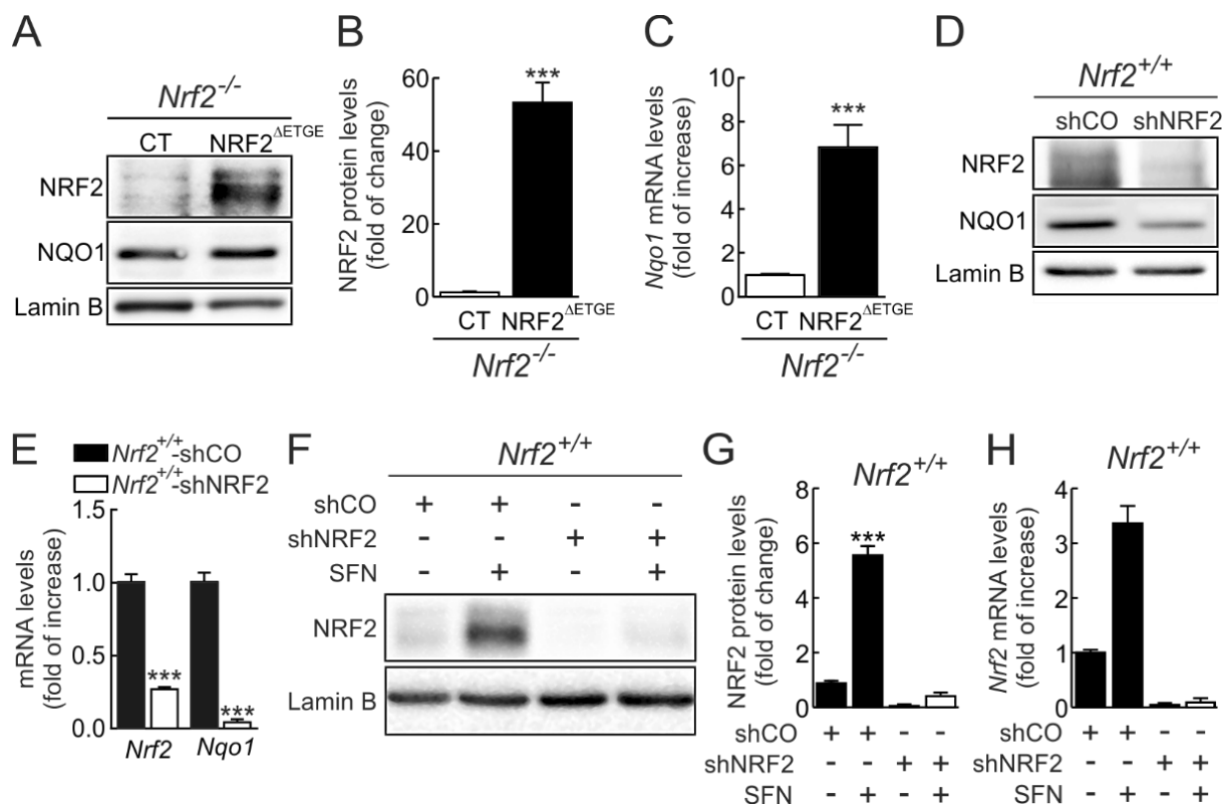 A
Nrf2-/-
CT NRF2ΔETGE
NRF2
NQO1
Lamin B
B
NRF2 protein levels
(fold of change)
60
40
20
0
***
CT NRF2ΔETGE
Nrf2-/-
C
Nqo1 mRNA levels
(fold of increase)
10
8
6
4
2
0
***
CT NRF2ΔETGE
Nrf2-/-
D
Nrf2+/+
shCO shNRF2
NRF2
NQO1
Lamin B
E
Nrf2+/+-shCO
Nrf2+/+-shNRF2
mRNA levels
(fold of increase)
1.5
1.0
0.5
0.0
***
***
Nrf2 Nqo1
F
Nrf2+/+
shCO + + - -
shNRF2 - - + +
SFN - + - +
NRF2
Lamin B
G
Nrf2+/+
NRF2 protein levels
(fold of change)
8
6
4
2
0
***
shCO + + - -
shNRF2 - - + +
SFN - + - +
H
Nrf2+/+
Nrf2 mRNA levels
(fold of increase)
4
3
2
1
0
+ + - -
- - + +
- + - +